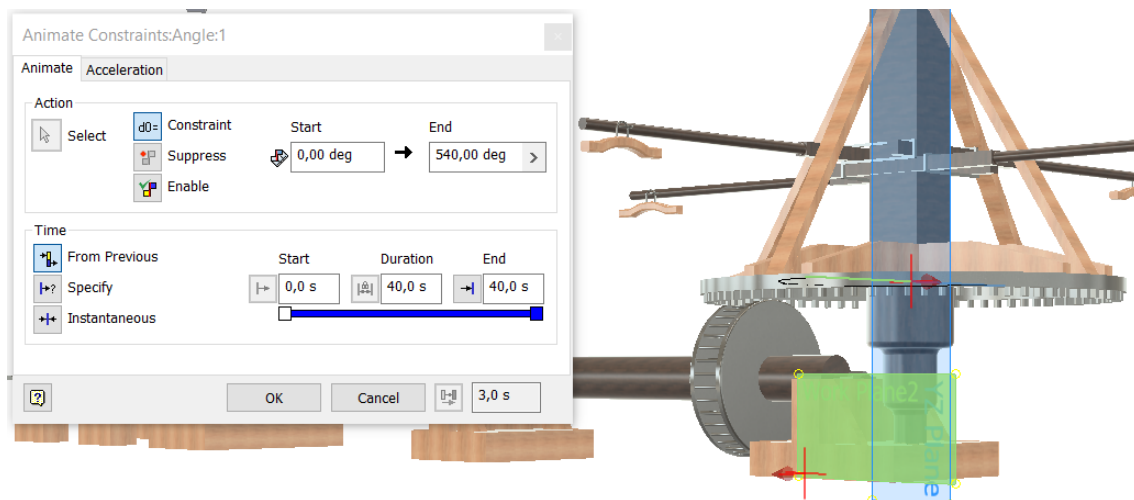 Animate Constraints:Angle:1
Animate Acceleration
Action
Select
d0= Constraint
Suppress
Enable
Start End
0,00 deg 540,00 deg >
Time
From Previous
Specify
Instantaneous
Start Duration End
0,0 s 40,0 s 40,0 s
? OK Cancel 3,0 s
Plane2
YZ Plane